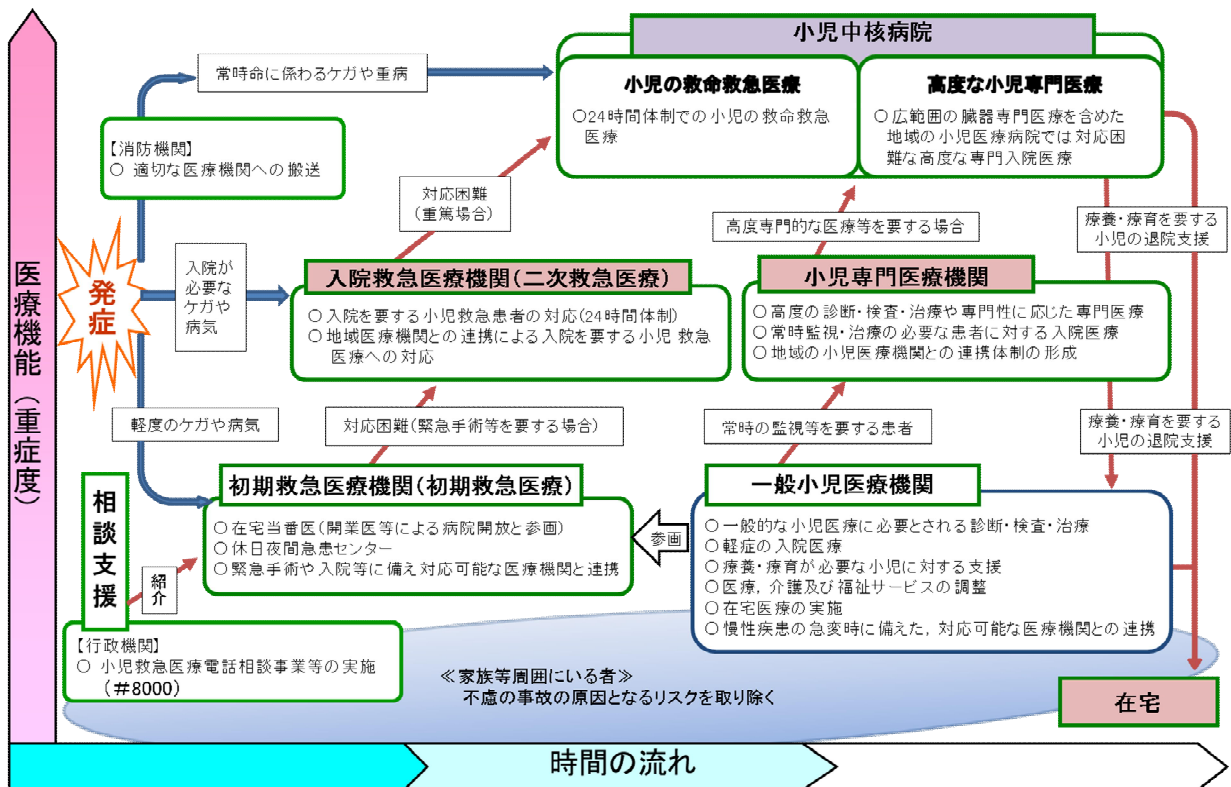 小児中核病院
小児の救命救急医療
○24時間体制での小児の救命救急
医療
高度な小児専門医療
○広範囲の臓器専門医療を含めた
地域の小児医療病院では対応困
難な高度な専門入院医療
常時命に係わるケガや重病
【消防機関】
○ 適切な医療機関への搬送
対応困難
(重篤場合)
高度専門的な医療等を要する場合
療養・療育を要する
小児の退院支援
医療機能(重症度)
発症
入院が
必要な
ケガや
病気
入院救急医療機関(二次救急医療)
○入院を要する小児救急患者の対応(24時間体制)
○地域医療機関との連携による入院を要する小児 救急
医療への対応
小児専門医療機関
○高度の診断・検査・治療や専門性に応じた専門医療
○常時監視・治療の必要な患者に対する入院医療
○地域の小児医療機関との連携体制の形成
軽度のケガや病気
対応困難(緊急手術等を要する場合)
常時の監視等を要する患者
療養・療育を要する
小児の退院支援
相談支援
初期救急医療機関(初期救急医療)
○在宅当番医(開業医等による病院開放と参画)
○休日夜間急患センター
○緊急手術や入院等に備え対応可能な医療機関と連携
参画
一般小児医療機関
○一般的な小児医療に必要とされる診断・検査・治療
○軽症の入院医療
○療養・療育が必要な小児に対する支援
○医療，介護及び福祉サービスの調整
○在宅医療の実施
○慢性疾患の急変時に備えた，対応可能な医療機関との連携
紹介
【行政機関】
○ 小児救急医療電話相談事業等の実施
(#8000)
≪家族等周囲にいる者≫
不慮の事故の原因となるリスクを取り除く
在宅
時間の流れ